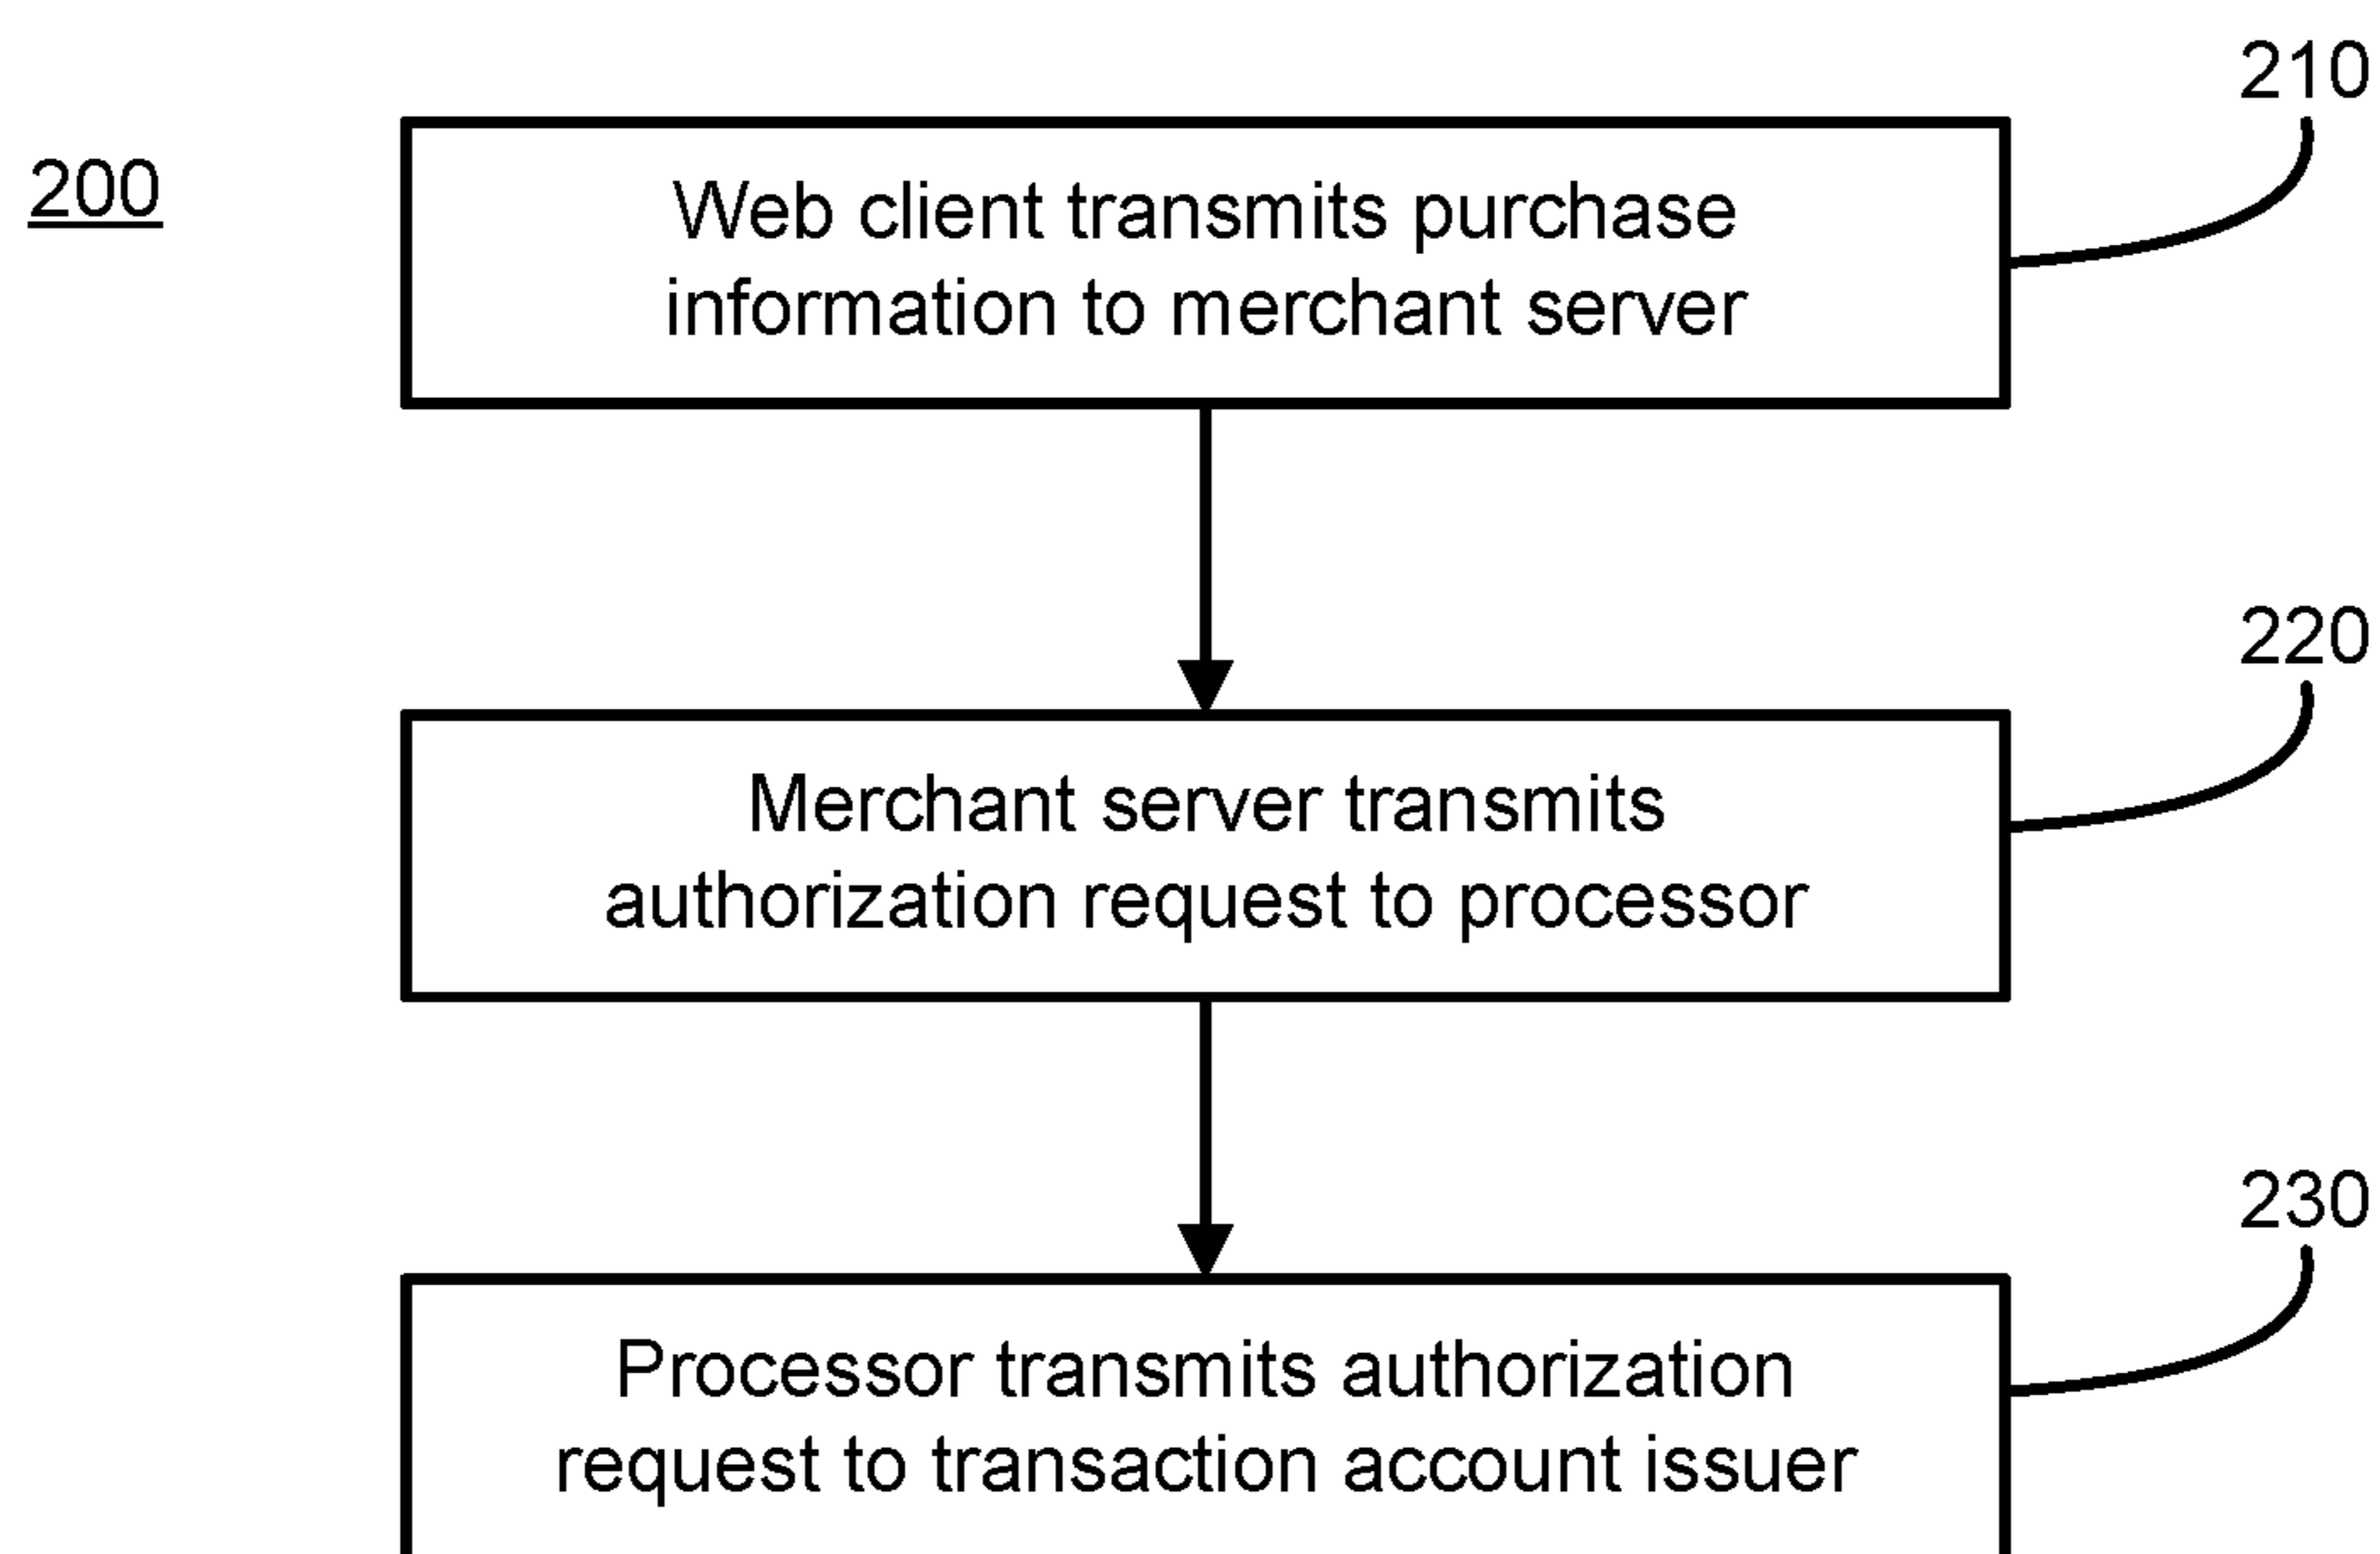 210
200
Web client transmits purchase
information to merchant server
220
Merchant server transmits
authorization request to processor
230
Processor transmits authorization
request to transaction account issuer